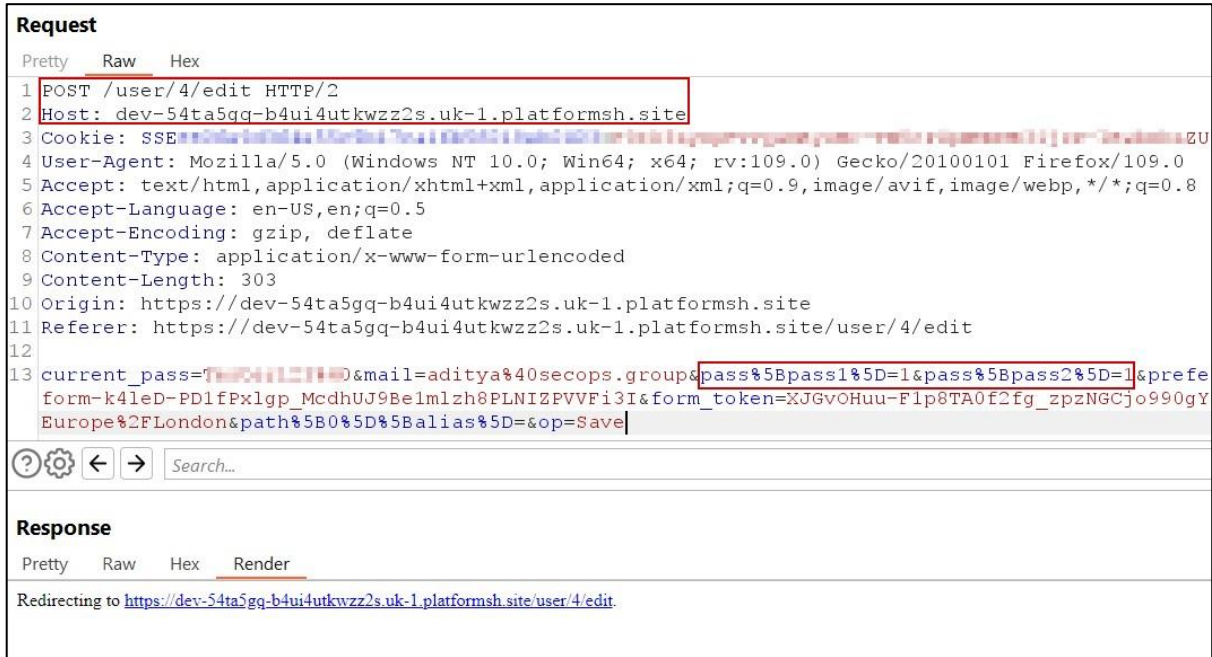 Request
Pretty Raw Hex
1 POST /user/4/edit HTTP/2
2 Host: dev-54ta5gq-b4ui4utkwzz2s.uk-1.platformsh.site
3 Cookie: SSE ZU
4 User-Agent: Mozilla/5.0 (Windows NT 10.0; Win64; x64; rv:109.0) Gecko/20100101 Firefox/109.0
5 Accept: text/html,application/xhtml+xml,application/xml;q=0.9,image/avif,image/webp,*/*;q=0.8
6 Accept-Language: en-US,en;q=0.5
7 Accept-Encoding: gzip, deflate
8 Content-Type: application/x-www-form-urlencoded
9 Content-Length: 303
10 Origin: https://dev-54ta5gq-b4ui4utkwzz2s.uk-1.platformsh.site
11 Referer: https://dev-54ta5gq-b4ui4utkwzz2s.uk-1.platformsh.site/user/4/edit
12
13 current_pass= &mail=aditya%40secops.group&pass%5Bpass1%5D=1&pass%5Bpass2%5D=1&prefe
form-k4leD-PD1fPxlgp_McdhUJ9Be1mlzh8PLNIZPVVFi3I&form_token=XJGvOHuu-F1p8TA0f2fg_zpzNGCjo990gY
Europe%2FLondon&path%5B0%5D%5Balias%5D=&op=Save
Search...
Response
Pretty Raw Hex Render
Redirecting to https://dev-54ta5gq-b4ui4utkwzz2s.uk-1.platformsh.site/user/4/edit.